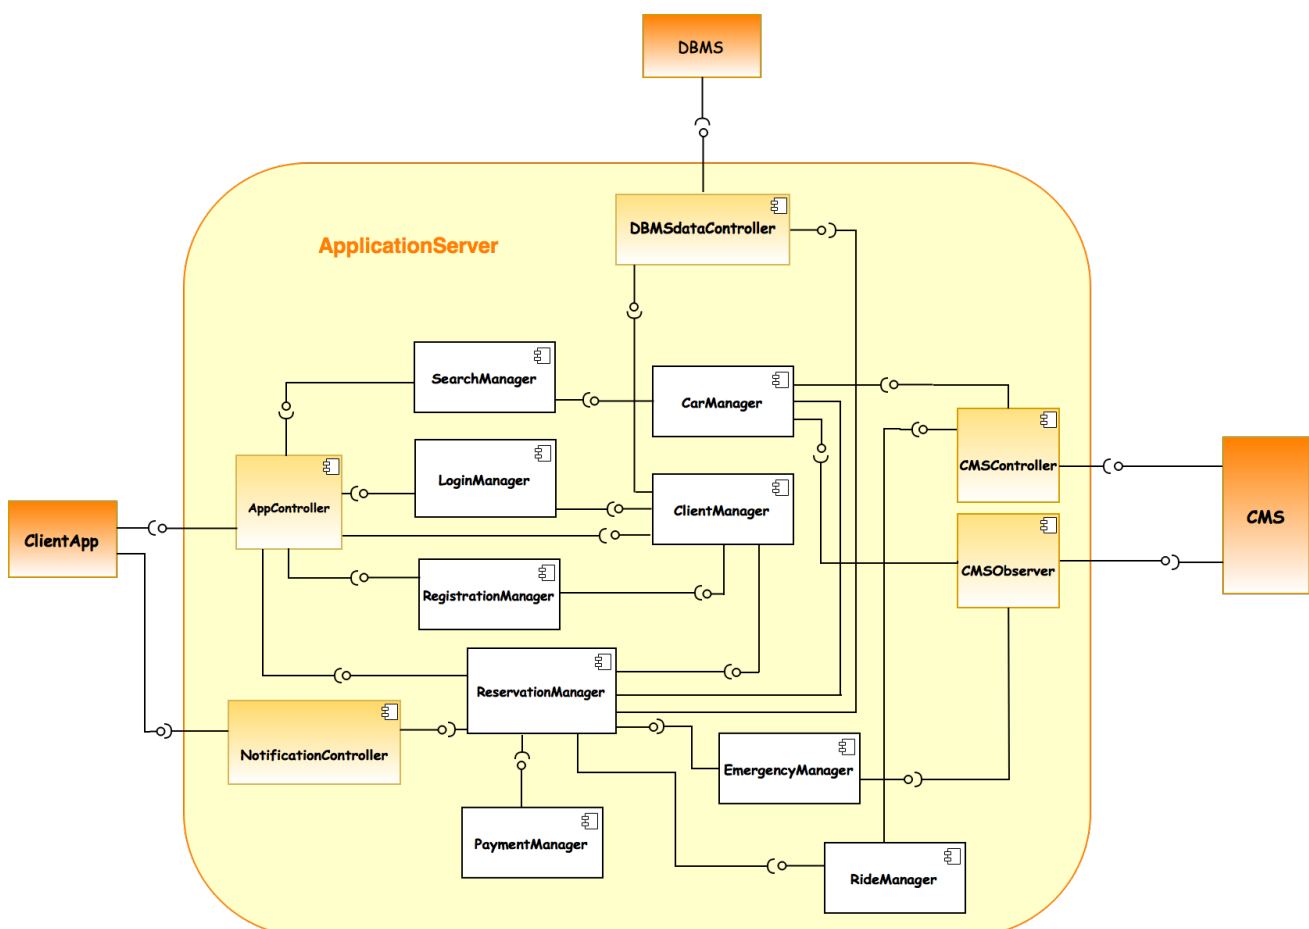 DBMS
ApplicationServer
DBMSdataController
SearchManager
CarManager
LoginManager
ClientManager
CMSController
AppController
ClientApp
CMS
CMSObserver
RegistrationManager
ReservationManager
NotificationController
EmergencyManager
PaymentManager
RideManager